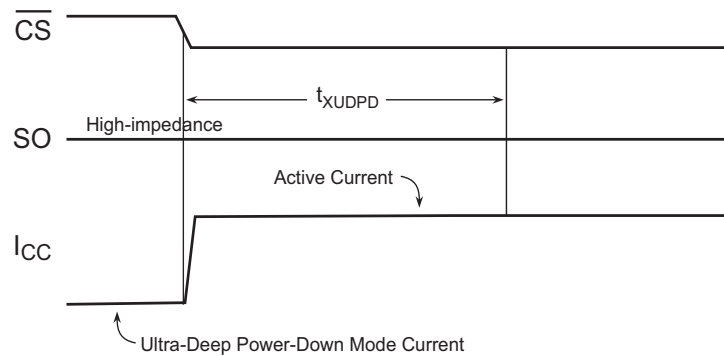 CS
tXUDPD
High-impedance
SO
Active Current
ICC
Ultra-Deep Power-Down Mode Current